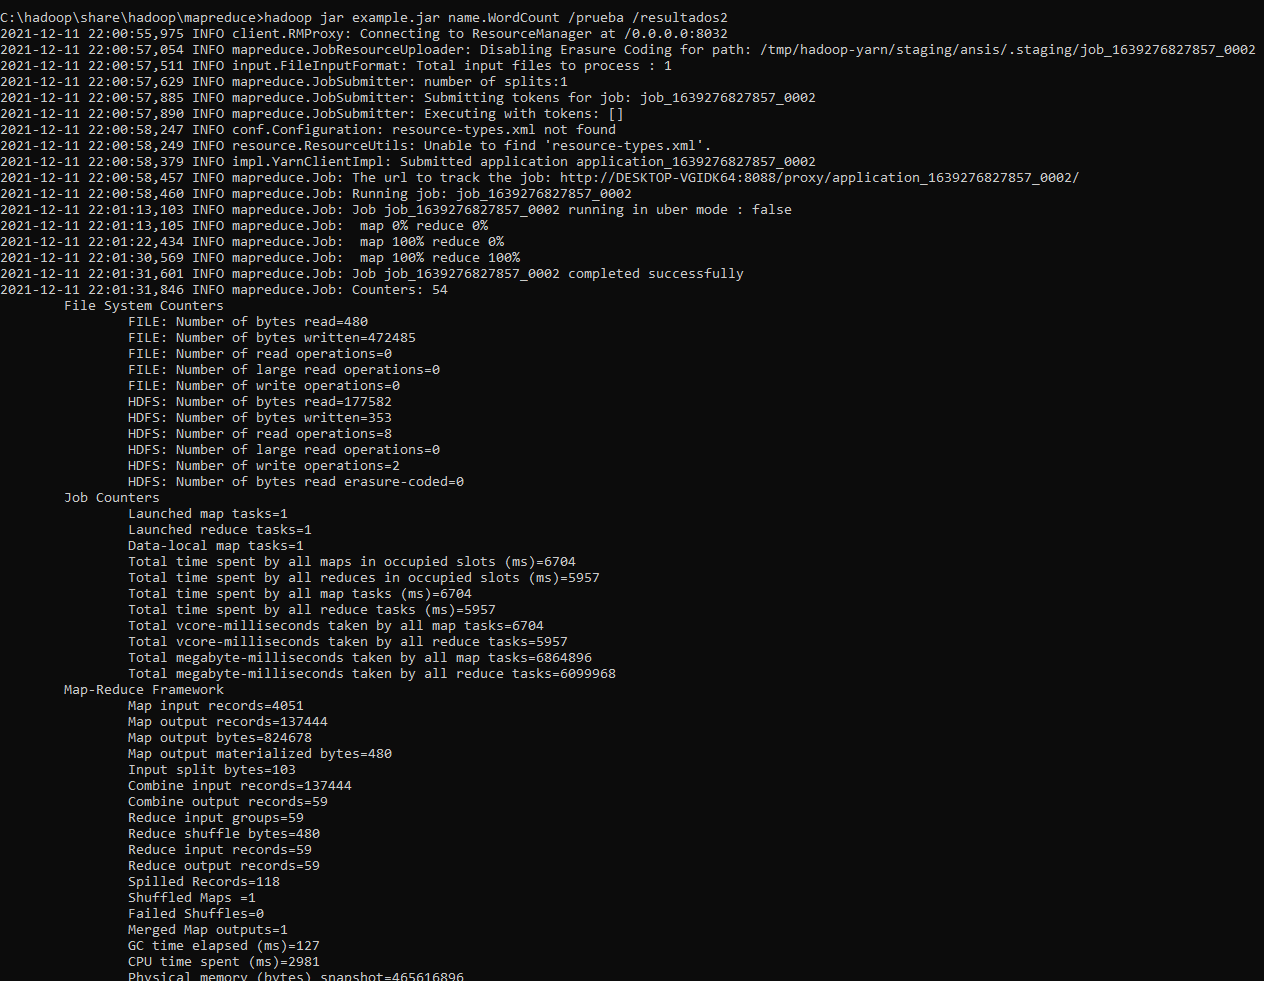 C:\hadoop\share\hadoop\mapreduce>hadoop jar example.jar name.WordCount /prueba /resultados2
2021-12-11 22:00:55,975 INFO client.RMProxy: Connecting to ResourceManager at /0.0.0.0:8032
2021-12-11 22:00:57,054 INFO mapreduce.JobResourceUploader: Disabling Erasure Coding for path: /tmp/hadoop-yarn/staging/ansis/.staging/job_1639276827857_0002
2021-12-11 22:00:57,511 INFO input.FileInputFormat: Total input files to process : 1
2021-12-11 22:00:57,629 INFO mapreduce.JobSubmitter: number of splits:1
2021-12-11 22:00:57,885 INFO mapreduce.JobSubmitter: Submitting tokens for job: job_1639276827857_0002
2021-12-11 22:00:57,890 INFO mapreduce.JobSubmitter: Executing with tokens: []
2021-12-11 22:00:58,247 INFO conf.Configuration: resource-types.xml not found
2021-12-11 22:00:58,249 INFO resource.ResourceUtils: Unable to find 'resource-types.xml'.
2021-12-11 22:00:58,379 INFO impl.YarnClientImpl: Submitted application application_1639276827857_0002
2021-12-11 22:00:58,457 INFO mapreduce.Job: The url to track the job: http://DESKTOP-VGIDK64:8088/proxy/application_1639276827857_0002/
2021-12-11 22:00:58,460 INFO mapreduce.Job: Running job: job_1639276827857_0002
2021-12-11 22:01:13,103 INFO mapreduce.Job: Job job_1639276827857_0002 running in uber mode : false
2021-12-11 22:01:13,105 INFO mapreduce.Job:  map 0% reduce 0%
2021-12-11 22:01:22,434 INFO mapreduce.Job:  map 100% reduce 0%
2021-12-11 22:01:30,569 INFO mapreduce.Job:  map 100% reduce 100%
2021-12-11 22:01:31,601 INFO mapreduce.Job: Job job_1639276827857_0002 completed successfully
2021-12-11 22:01:31,846 INFO mapreduce.Job: Counters: 54
File System Counters
FILE: Number of bytes read=480
FILE: Number of bytes written=472485
FILE: Number of read operations=0
FILE: Number of large read operations=0
FILE: Number of write operations=0
HDFS: Number of bytes read=177582
HDFS: Number of bytes written=353
HDFS: Number of read operations=8
HDFS: Number of large read operations=0
HDFS: Number of write operations=2
HDFS: Number of bytes read erasure-coded=0
Job Counters
Launched map tasks=1
Launched reduce tasks=1
Data-local map tasks=1
Total time spent by all maps in occupied slots (ms)=6704
Total time spent by all reduces in occupied slots (ms)=5957
Total time spent by all map tasks (ms)=6704
Total time spent by all reduce tasks (ms)=5957
Total vcore-milliseconds taken by all map tasks=6704
Total vcore-milliseconds taken by all reduce tasks=5957
Total megabyte-milliseconds taken by all map tasks=6864896
Total megabyte-milliseconds taken by all reduce tasks=6099968
Map-Reduce Framework
Map input records=4051
Map output records=137444
Map output bytes=824678
Map output materialized bytes=480
Input split bytes=103
Combine input records=137444
Combine output records=59
Reduce input groups=59
Reduce shuffle bytes=480
Reduce input records=59
Reduce output records=59
Spilled Records=118
Shuffled Maps =1
Failed Shuffles=0
Merged Map outputs=1
GC time elapsed (ms)=127
CPU time spent (ms)=2981
Physical memory (bytes) snapshot=465616896